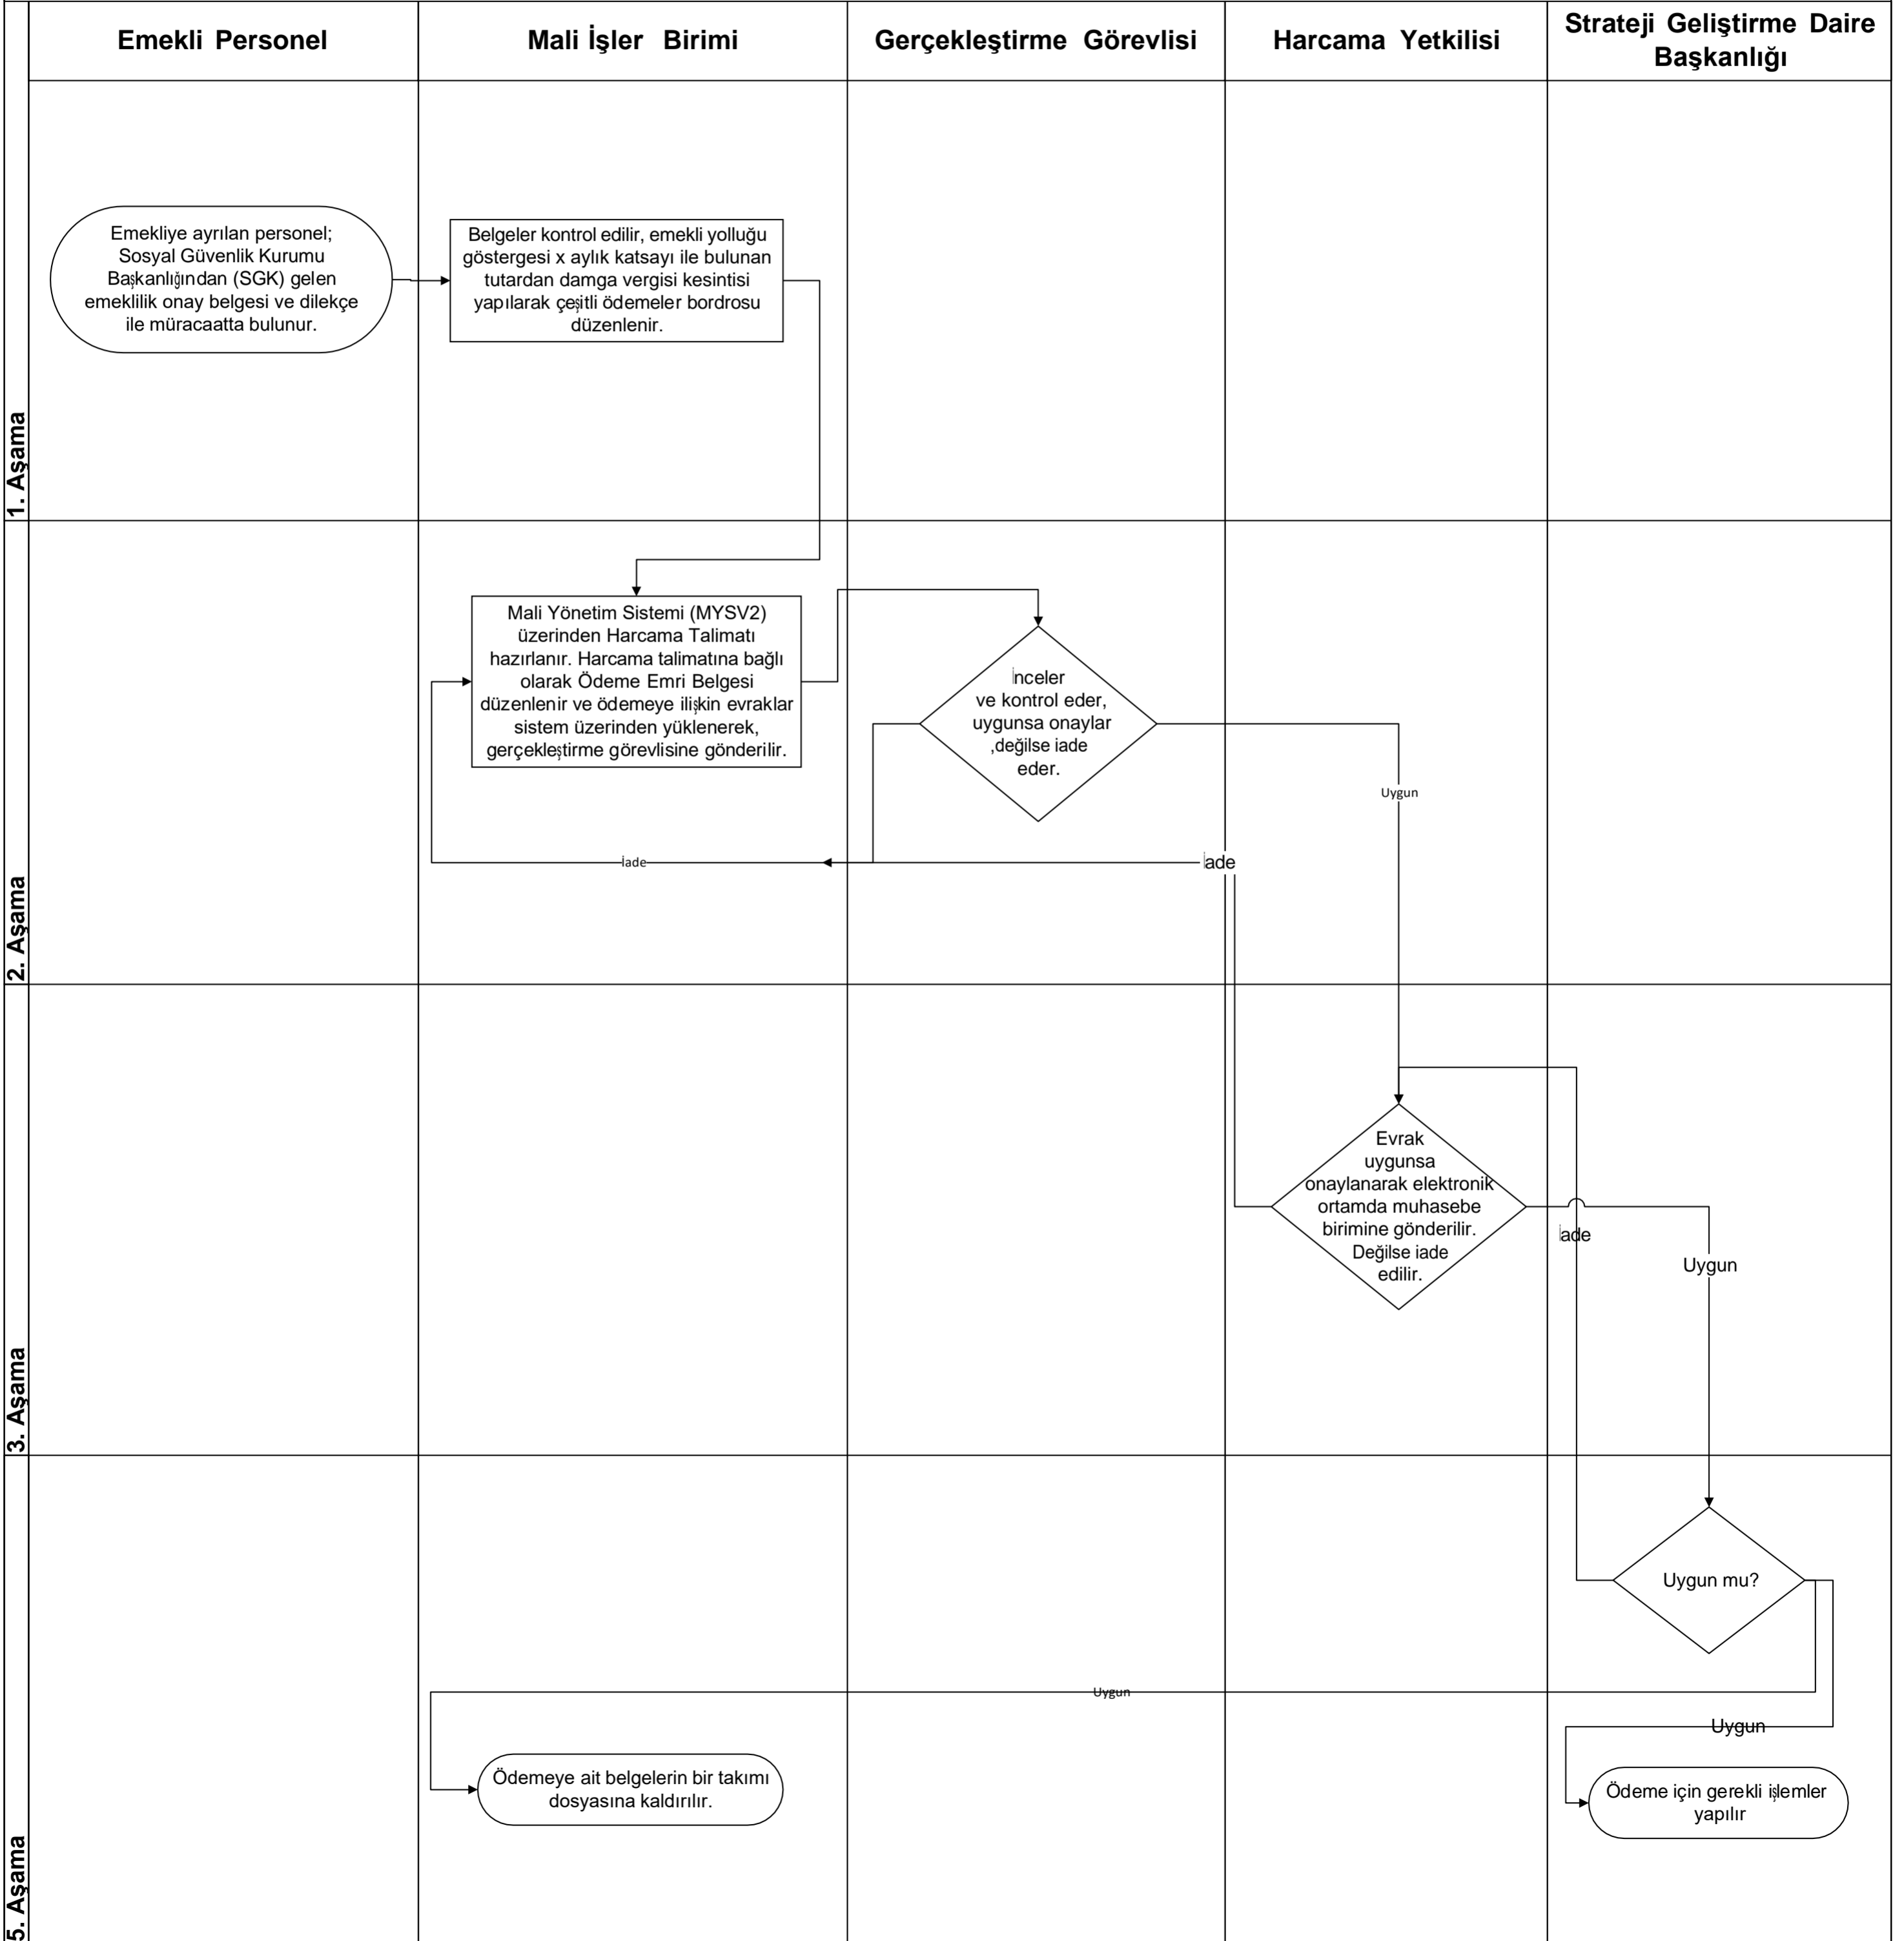 Emekli Personel
Mali İşler Birimi
Gerçekleştirme Görevlisi
Harcama Yetkilisi
Strateji Geliştirme Daire
Başkanlığı
1. Aşama
Emekliye ayrılan personel;
Sosyal Güvenlik Kurumu
Başkanlığından (SGK) gelen
emeklilik onay belgesi ve dilekçe
ile müracaatta bulunur.
Belgeler kontrol edilir, emekli yolluğu
göstergesi x aylık katsayı ile bulunan
tutardan damga vergisi kesintisi
yapılarak çeşitli ödemeler bordrosu
düzenlenir.
2. Aşama
Mali Yönetim Sistemi (MYSV2)
üzerinden Harcama Talimatı
hazırlanır. Harcama talimatına bağlı
olarak Ödeme Emri Belgesi
düzenlenir ve ödemeye ilişkin evraklar
sistem üzerinden yüklenerek,
gerçekleştirme görevlisine gönderilir.
İnceler
ve kontrol eder,
uygunsa onaylar
,değilse iade
eder.
Uygun
İade
İade
3. Aşama
Evrak
uygunsa
onaylanarak elektronik
ortamda muhasebe
birimine gönderilir.
Değilse iade
edilir.
İade
Uygun
5. Aşama
Uygun mu?
Uygun
Uygun
Ödemeye ait belgelerin bir takımı
dosyasına kaldırılır.
Ödeme için gerekli işlemler
yapılır